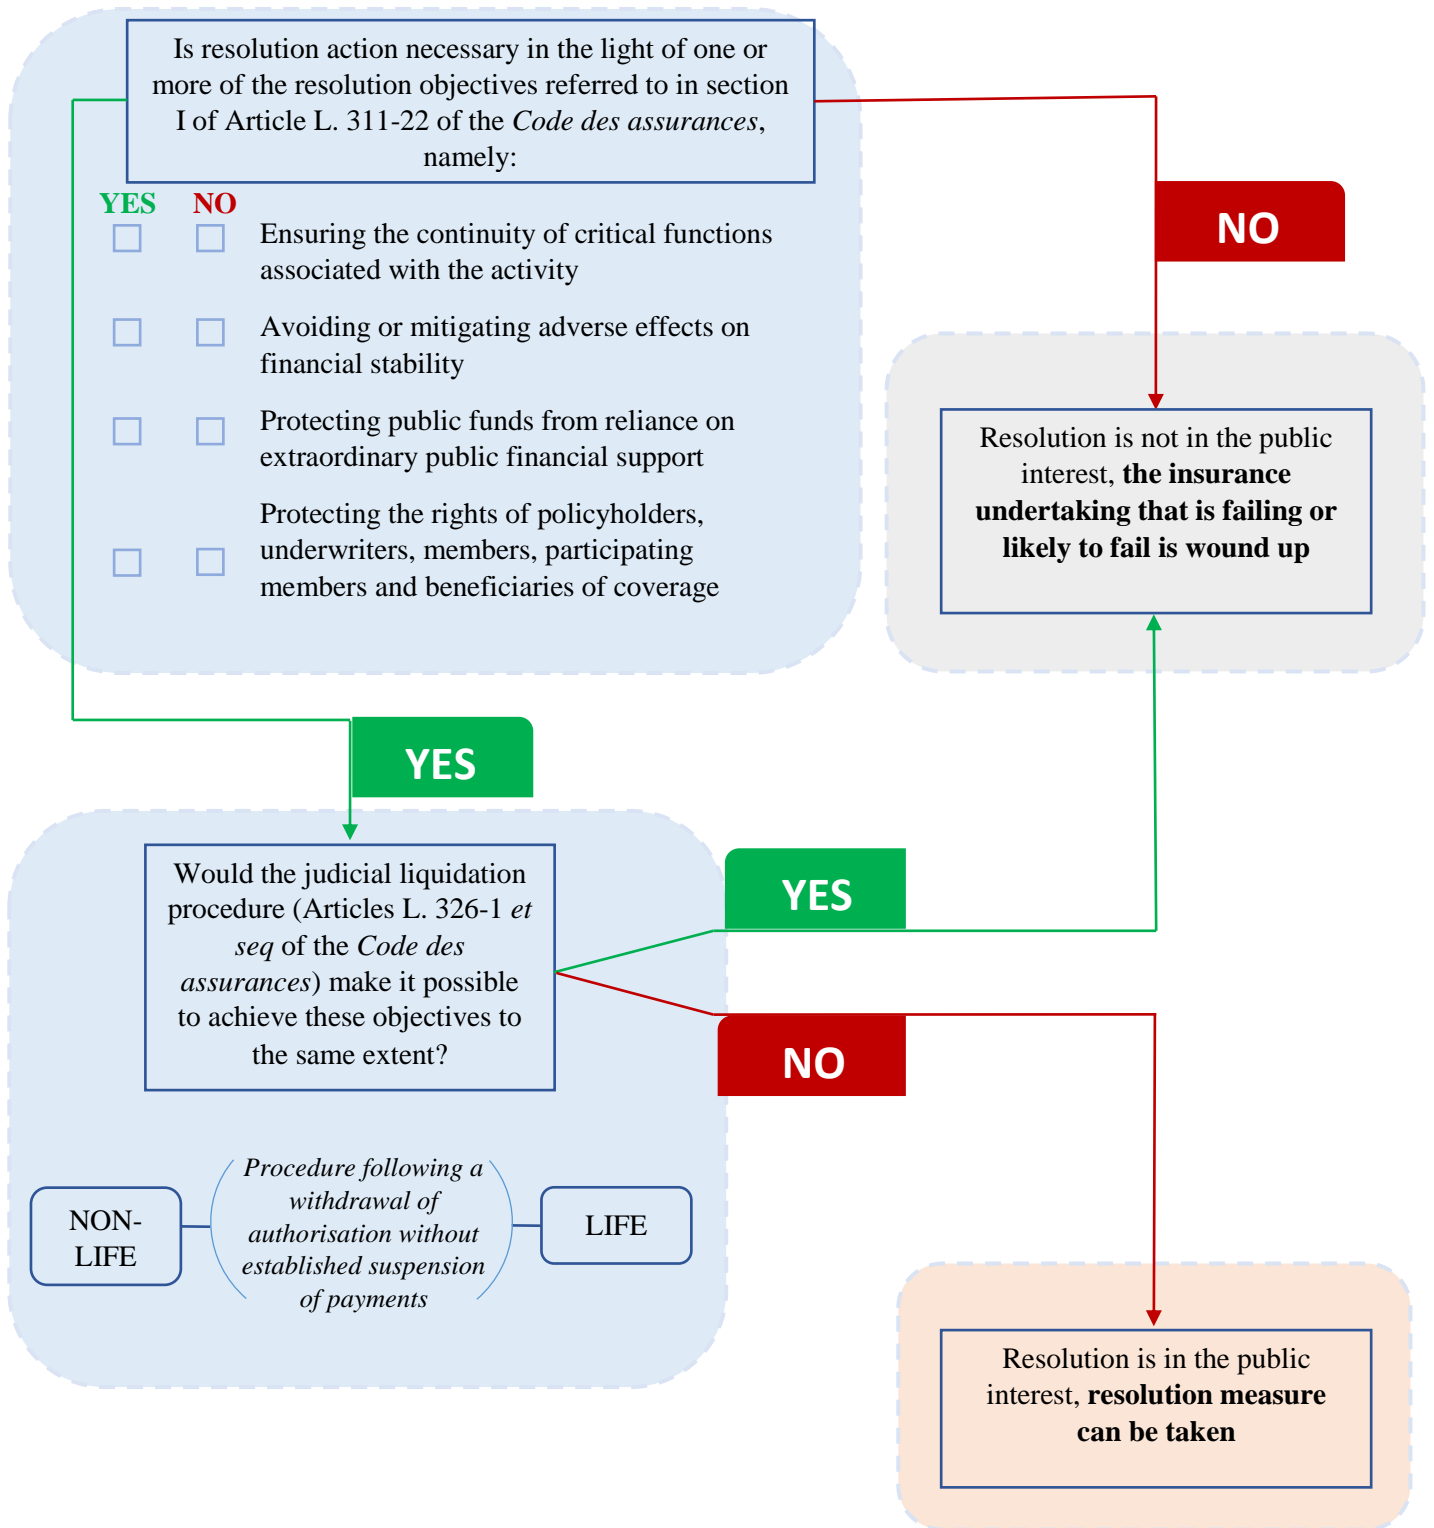 Is resolution action necessary in the light of one or
more of the resolution objectives referred to in section
I of Article L. 311-22 of the Code des assurances,
namely:
YES NO
Ensuring the continuity of critical functions
associated with the activity
Avoiding or mitigating adverse effects on
financial stability
Protecting public funds from reliance on
extraordinary public financial support
Protecting the rights of policyholders,
underwriters, members, participating
members and beneficiaries of coverage
NO
Resolution is not in the public
interest, the insurance
undertaking that is failing or
likely to fail is wound up
YES
Would the judicial liquidation
procedure (Articles L. 326-1 et
seq of the Code des
assurances) make it possible
to achieve these objectives to
the same extent?
YES
NO
NON-
LIFE
Procedure following a
withdrawal of
authorisation without
established suspension
of payments
LIFE
Resolution is in the public
interest, resolution measure
can be taken